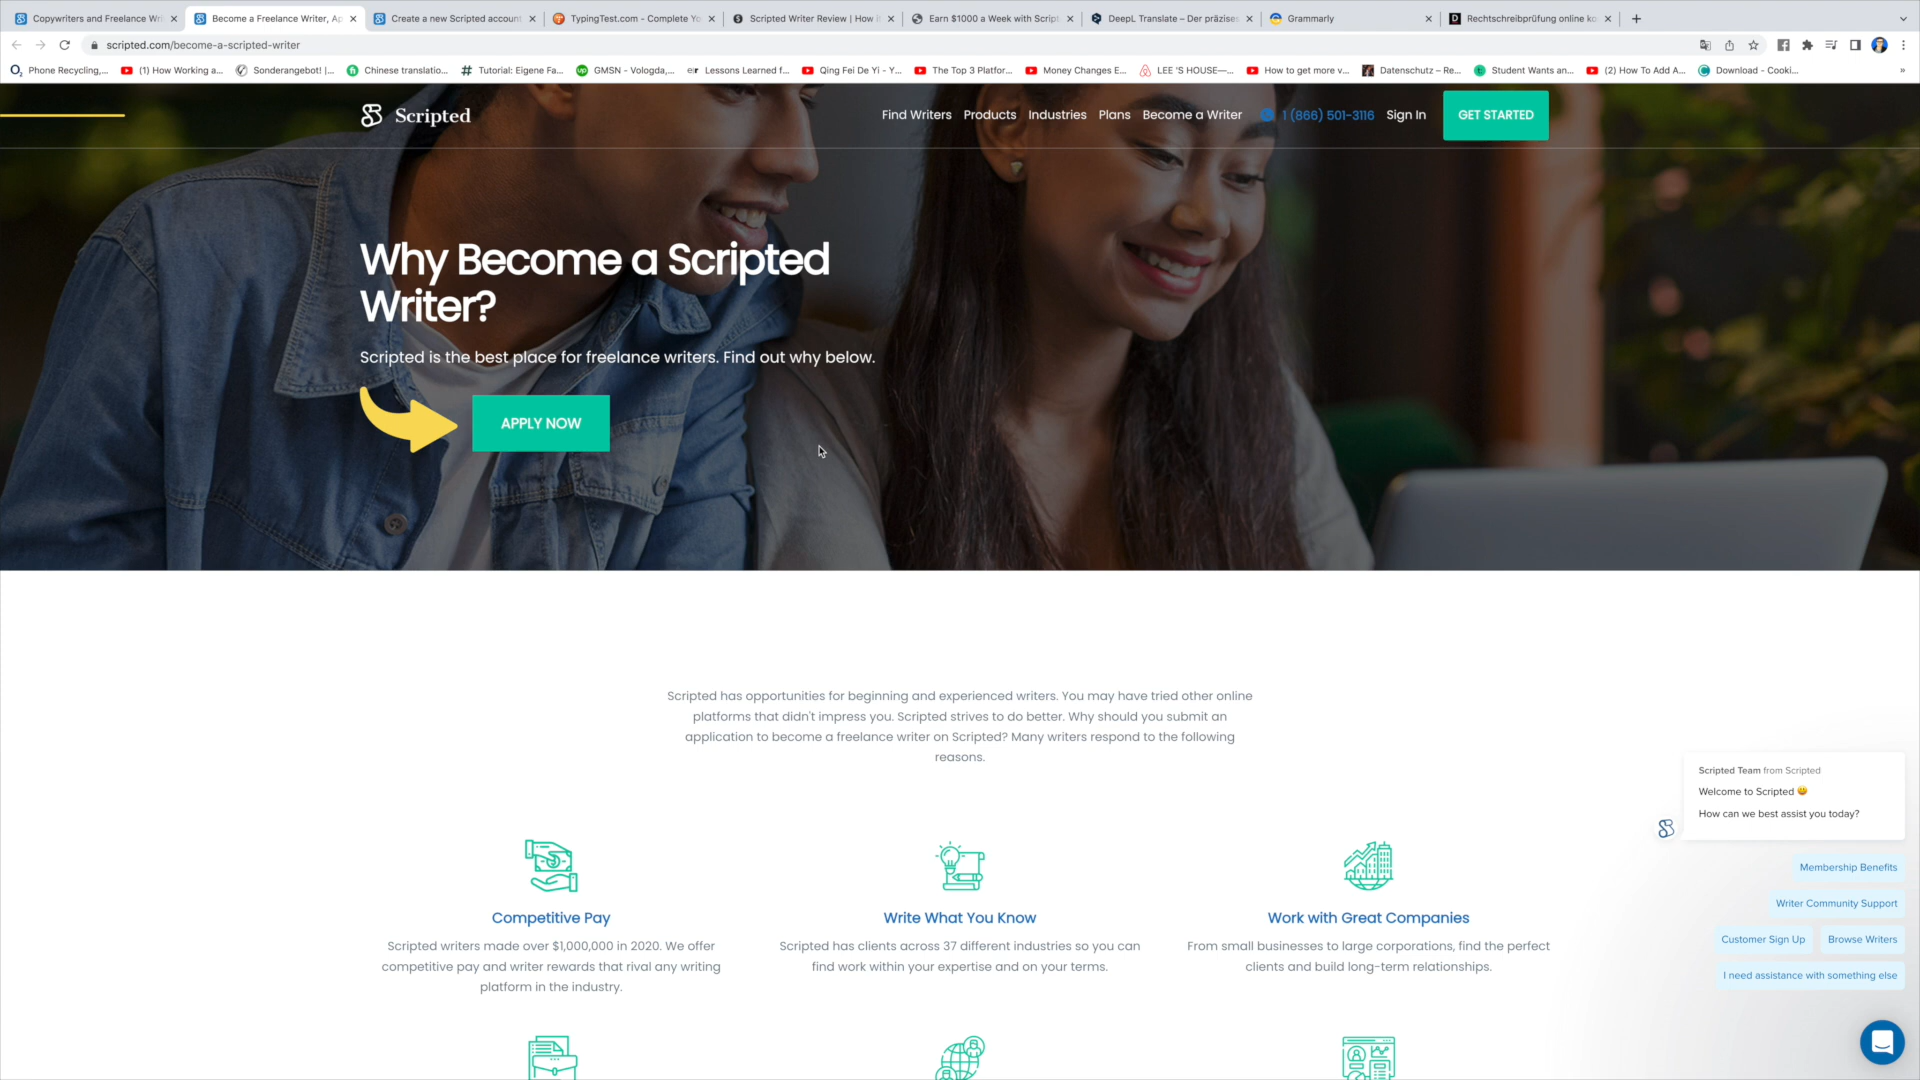 Copywriters and Freelance Wri
Become a Freelance Writer, Ap
Create a new Scripted account
TypingTest.com - Complete Yo
Scripted Writer Review | How i
Earn $1000 a Week with Script
DeepL Translate – Der präzises
Grammarly
Rechtschreibprüfung online ko
scripted.com/become-a-scripted-writer
Phone Recycling,...
(1) How Working a...
Sonderangebot! |...
Chinese translatio...
Tutorial: Eigene Fa...
GMSN - Vologda,...
Lessons Learned f...
Qing Fei De Yi - Y...
The Top 3 Platfor...
Money Changes E...
LEE 'S HOUSE—...
How to get more v...
Datenschutz – Re...
Student Wants an...
(2) How To Add A...
Download - Cooki...
Scripted
Find Writers
Products
Industries
Plans
Become a Writer
1 (866) 501-3116
Sign In
GET STARTED
Why Become a Scripted
Writer?
Scripted is the best place for freelance writers. Find out why below.
APPLY NOW
Scripted has opportunities for beginning and experienced writers. You may have tried other online
platforms that didn't impress you. Scripted strives to do better. Why should you submit an
application to become a freelance writer on Scripted? Many writers respond to the following
reasons.
Competitive Pay
Scripted writers made over $1,000,000 in 2020. We offer
competitive pay and writer rewards that rival any writing
platform in the industry.
Write What You Know
Scripted has clients across 37 different industries so you can
find work within your expertise and on your terms.
Work with Great Companies
From small businesses to large corporations, find the perfect
clients and build long-term relationships.
Scripted Team from Scripted
Welcome to Scripted 😀
How can we best assist you today?
Membership Benefits
Writer Community Support
Customer Sign Up
Browse Writers
I need assistance with something else